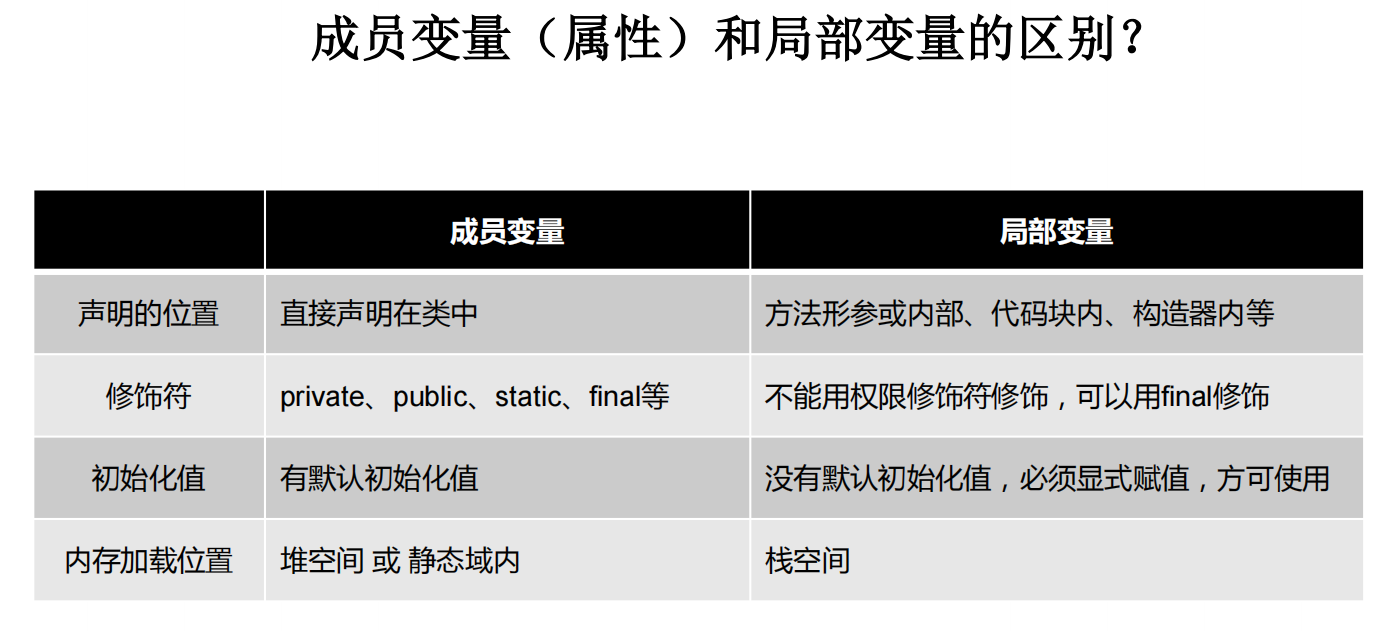 成员变量（属性）和局部变量的区别？
成员变量 局部变量
声明的位置 直接声明在类中 方法形参或内部、代码块内、构造器内等
修饰符 private、public、static、final等 不能用权限修饰符修饰，可以用final修饰
初始化值 有默认初始化值 没有默认初始化值，必须显式赋值，方可使用
内存加载位置 堆空间 或 静态域内 栈空间